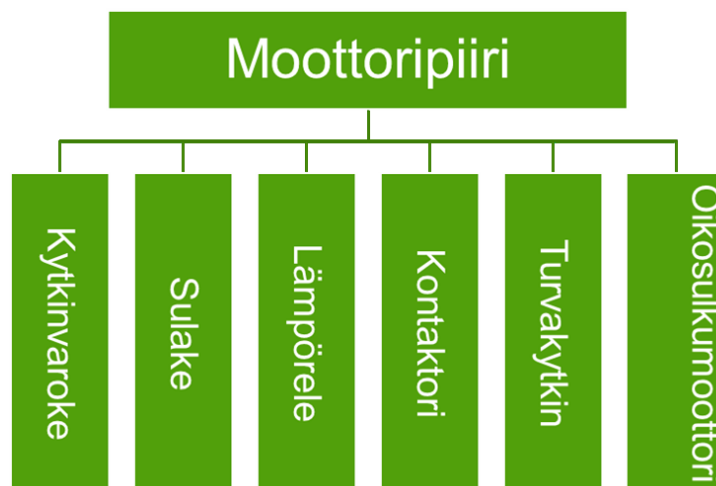 Moottoripiiri
Kytkinvaroke
Sulake
Lämpörele
Kontaktori
Turvakytkin
Oikosulkumoottori